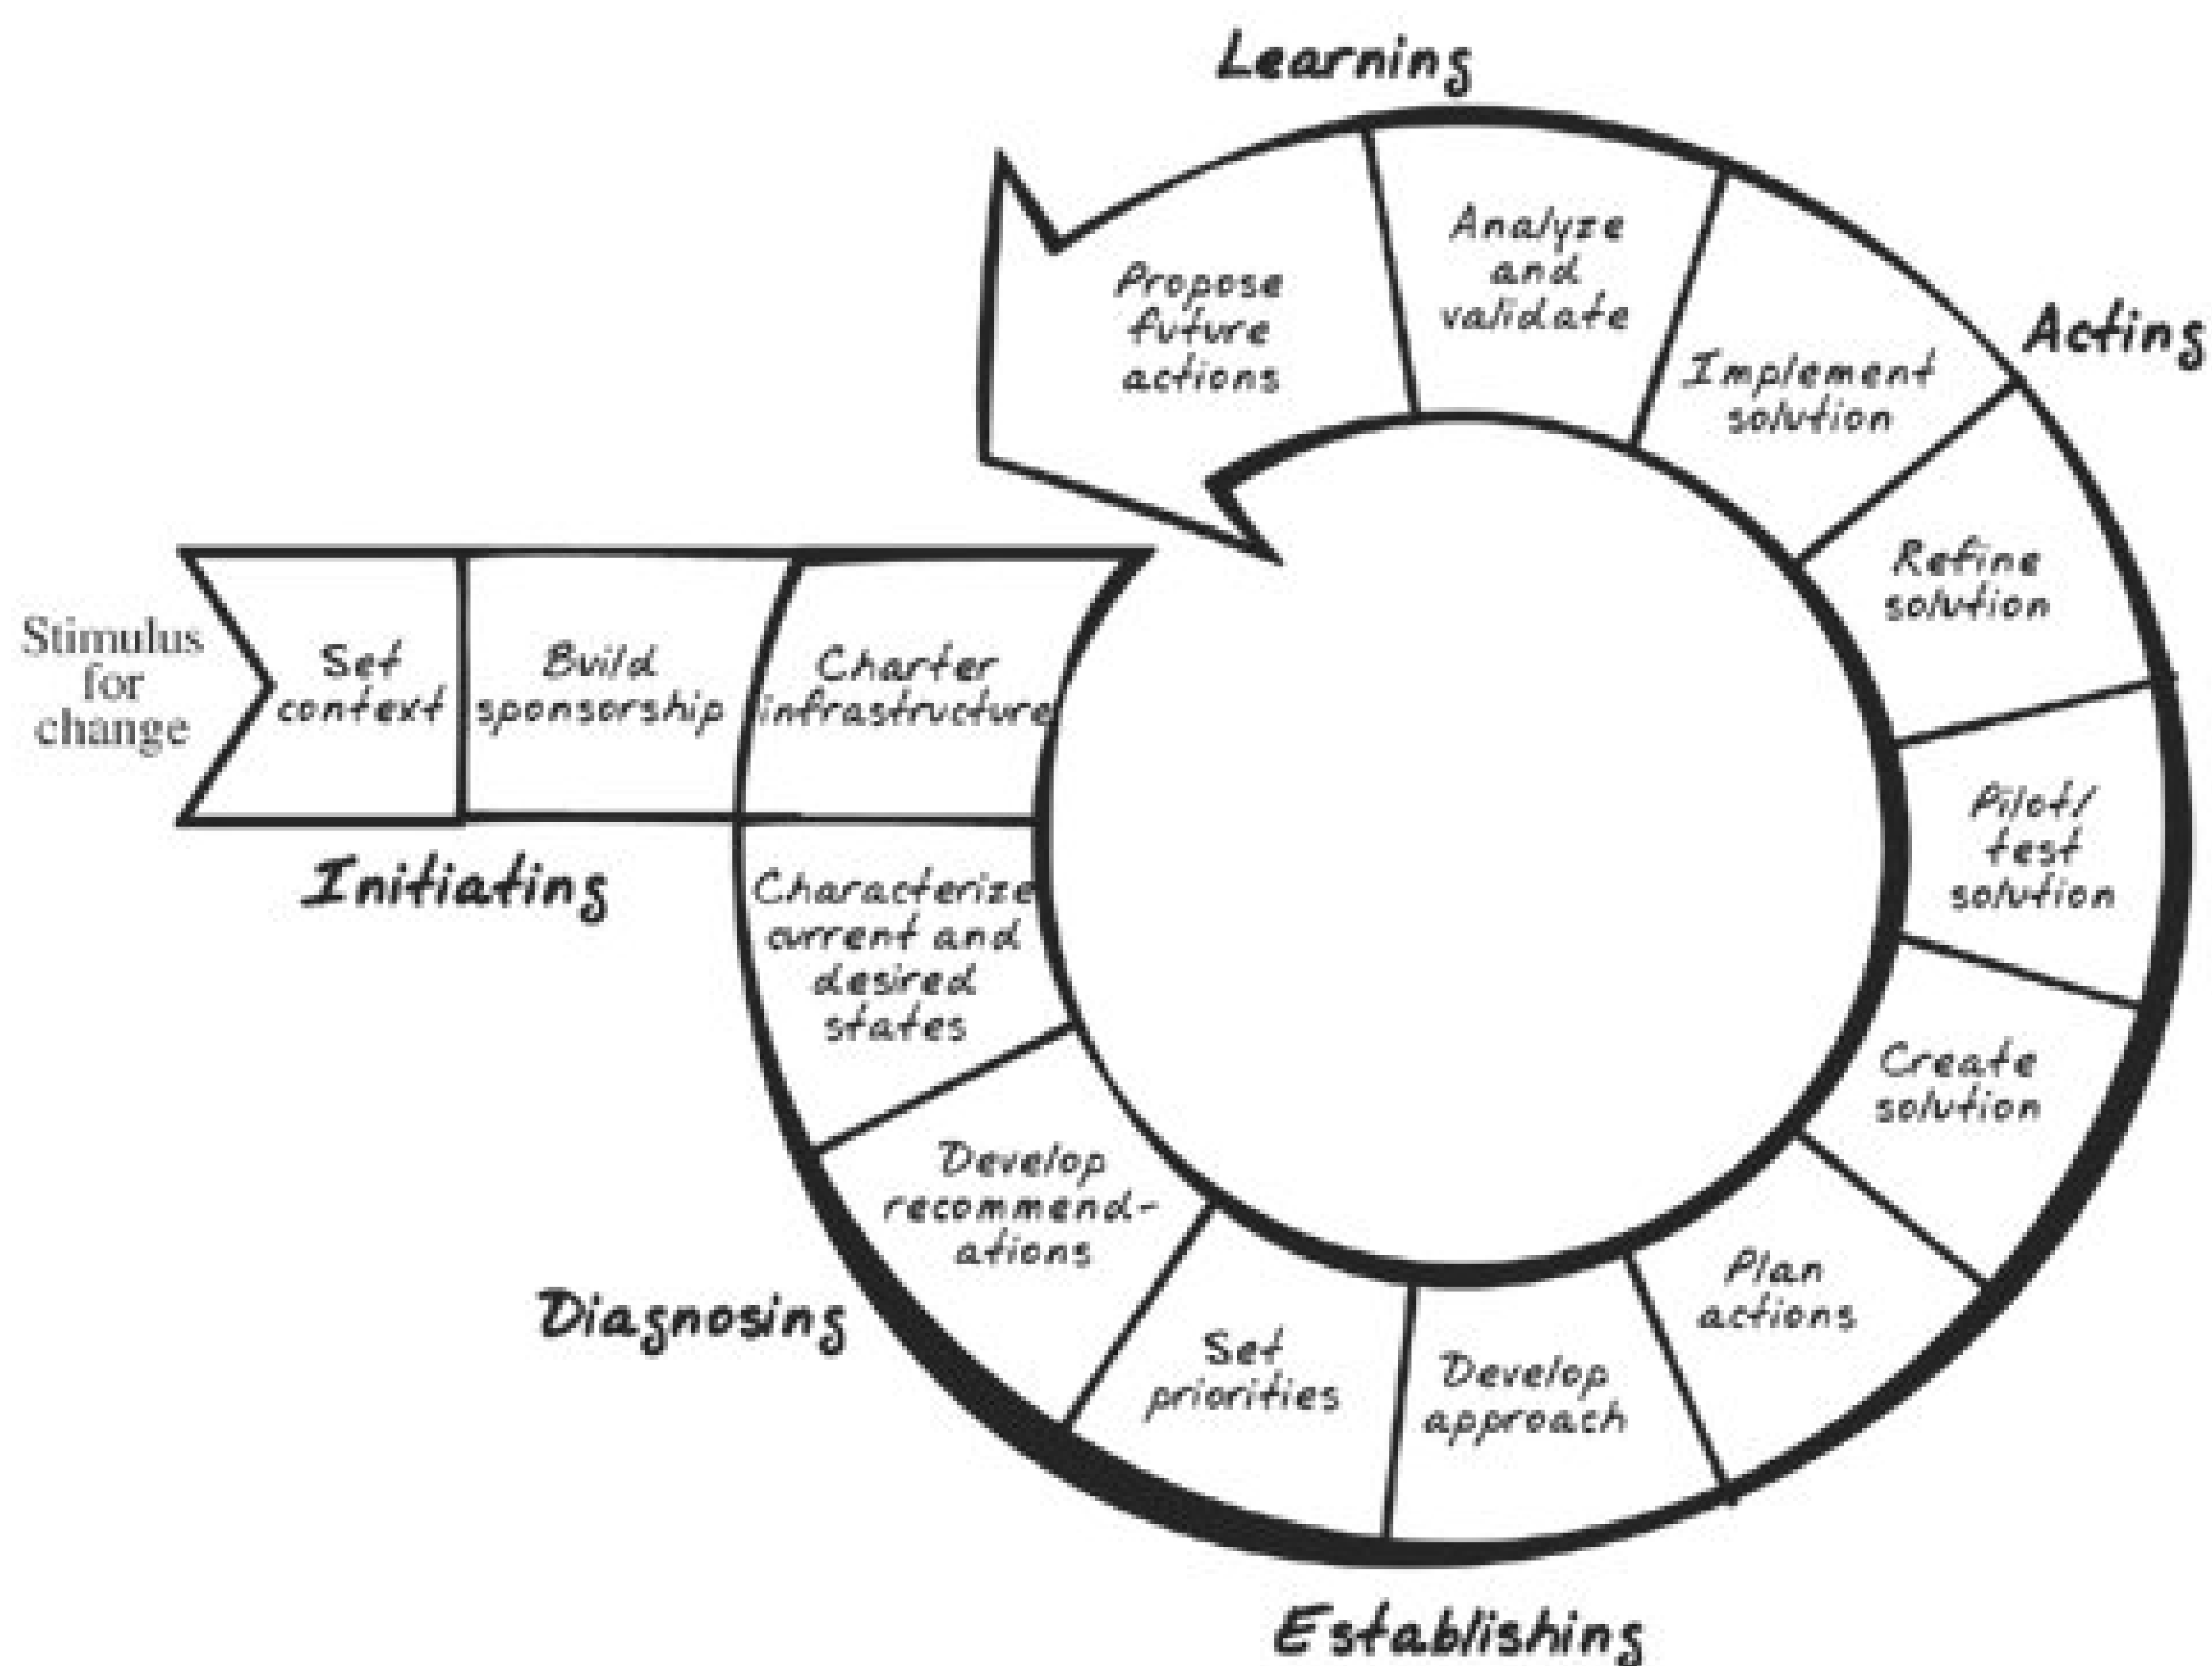 Learning
Propose
future
actions
Analyze
and
validate
Implement
solution
Acting
Refine
solution
Pilot/
test
solution
Create
solution
Plan
actions
Develop
approach
Set
priorities
Establishing
Develop
recommend-
ations
Diagnosing
Characterize
current and
desired
states
Charter
infrastructure
Build
sponsorship
Set
context
Stimulus
for
change
Initiating